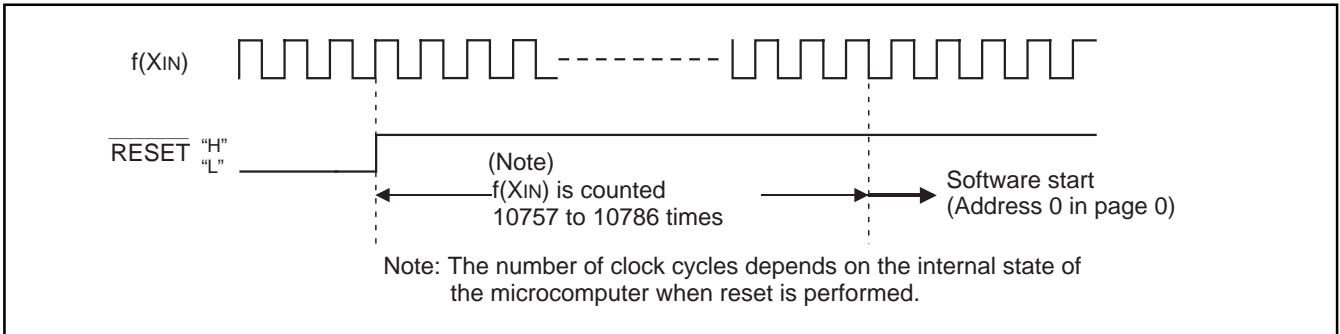 f(XIN)
RESET "H"
"L"
(Note)
f(XIN) is counted
10757 to 10786 times
Software start
(Address 0 in page 0)
Note: The number of clock cycles depends on the internal state of
the microcomputer when reset is performed.